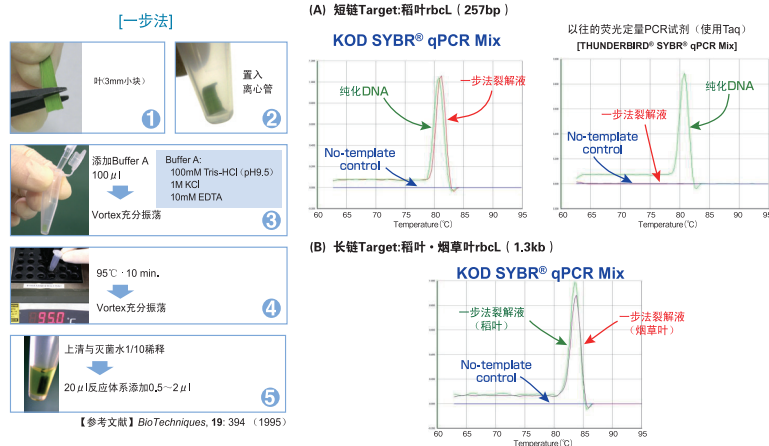 [一步法]
叶(3mm小块)
1
置入
离心管
2
添加Buffer A
100μl
Vortex充分振荡
Buffer A:
100mM Tris-HCl（pH9.5）
1M KCl
10mM EDTA
3
95℃·10 min.
Vortex充分振荡
95.0
4
上清与灭菌水1/10稀释
20μl反应体系添加0.5～2μl
5
【参考文献】BioTechniques, 19: 394 （1995）
(A) 短链Target:稻叶rbcL（257bp）
KOD SYBR® qPCR Mix
纯化DNA
一步法裂解液
No-template
control
60 65 70 75 80 85 90 95
Temperature(℃)
以往的荧光定量PCR试剂（使用Taq）
[THUNDERBIRD® SYBR® qPCR Mix]
纯化DNA
一步法裂解液
No-template
control
60 65 70 75 80 85 90 95
Temperature(℃)
(B) 长链Target:稻叶・烟草叶rbcL（1.3kb）
KOD SYBR® qPCR Mix
一步法裂解液
（稻叶）
一步法裂解液
（烟草叶）
No-template
control
60 65 70 75 80 85 90 95
Temperature(℃)